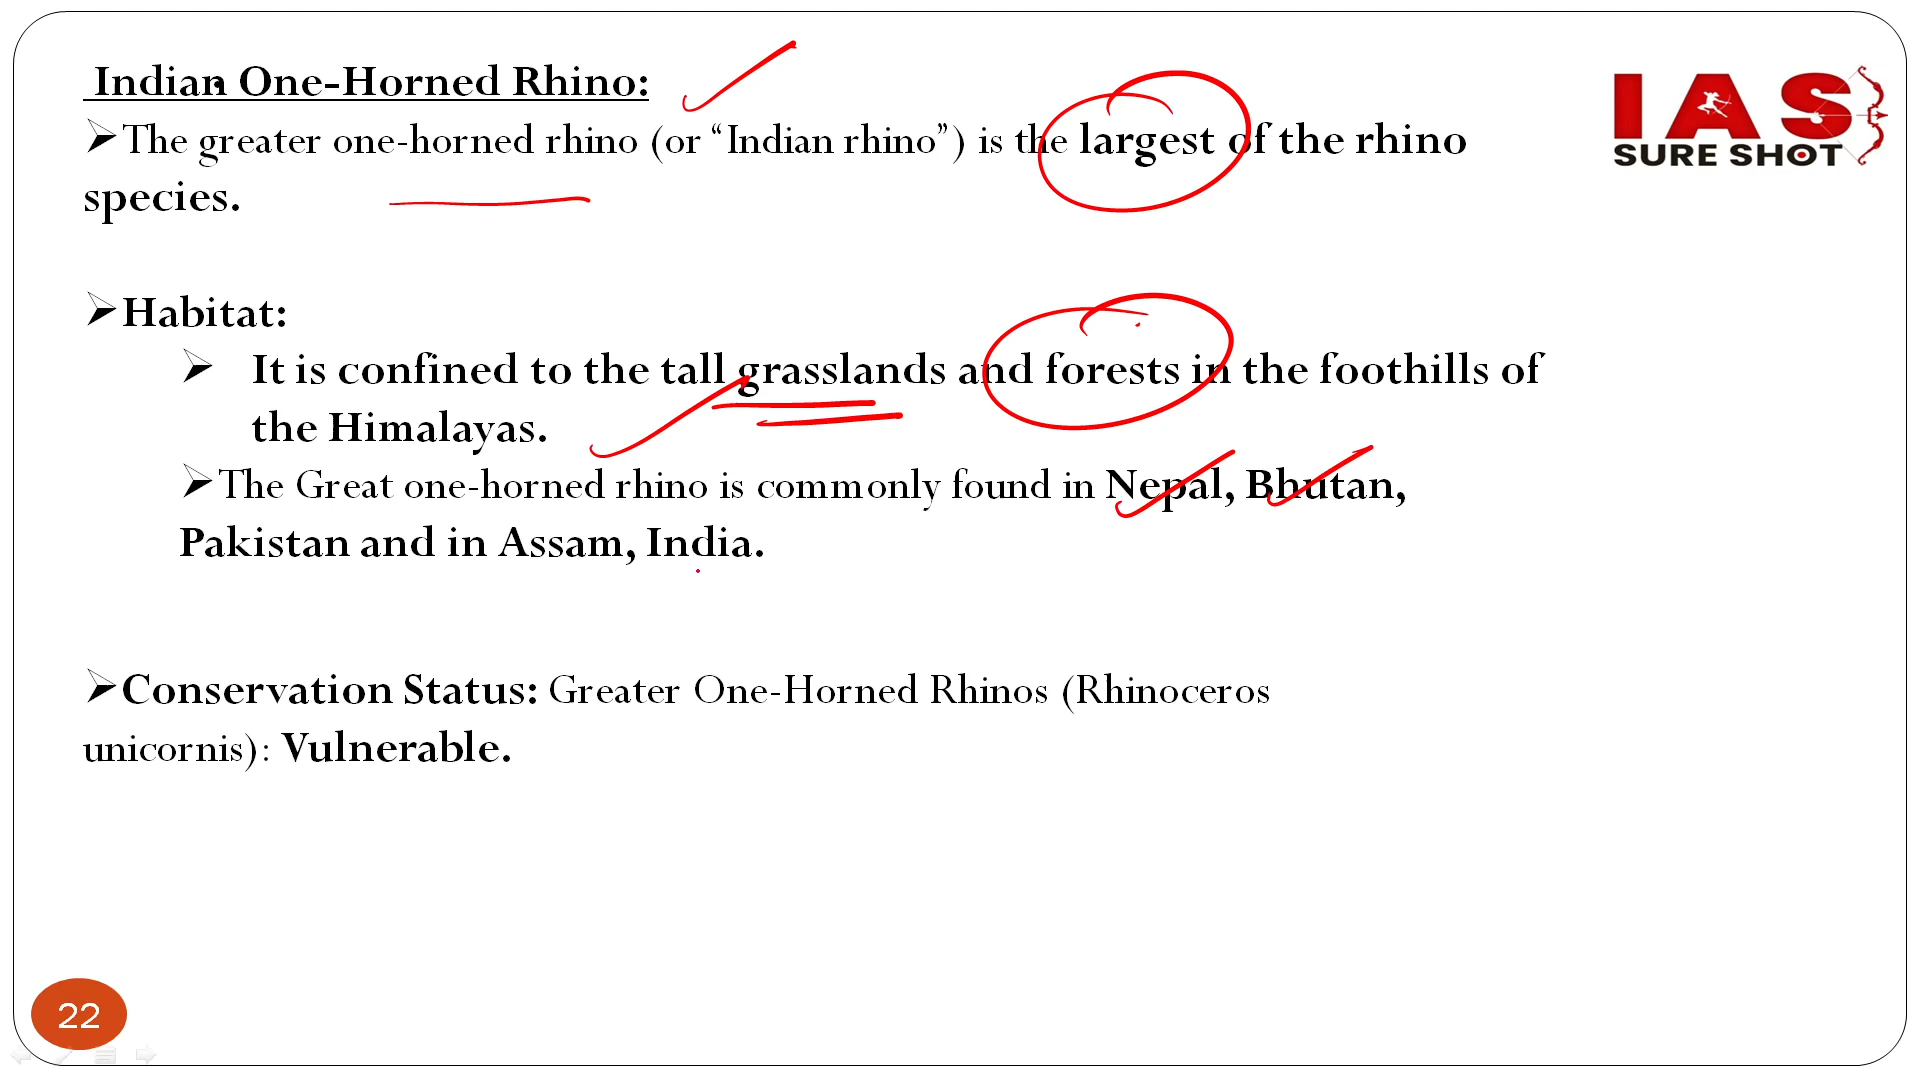 Indian One-Horned Rhino:
➢The greater one-horned rhino (or “Indian rhino”) is the largest of the rhino
species.
IAS
SURE SHOT
➢Habitat:
➢ It is confined to the tall grasslands and forests in the foothills of
the Himalayas.
➢The Great one-horned rhino is commonly found in Nepal, Bhutan,
Pakistan and in Assam, India.
➢Conservation Status: Greater One-Horned Rhinos (Rhinoceros
unicornis): Vulnerable.
22